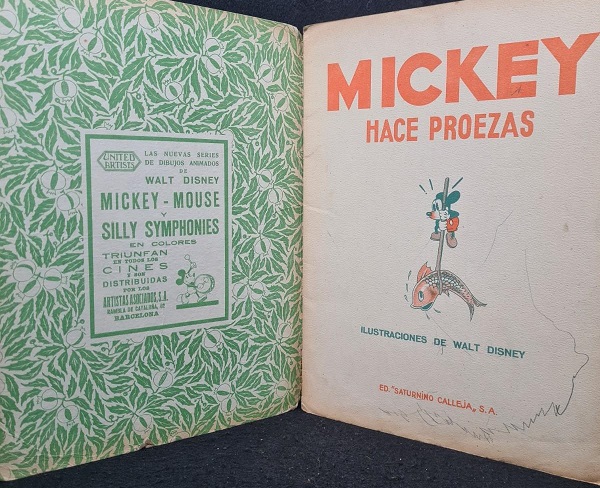 UNITED
ARTISTS
LAS NUEVAS SERIES
DE DIBUJOS ANIMADOS
DE
WALT DISNEY
MICKEY-MOUSE
Y
SILLY SYMPHONIES
EN COLORES
TRIUNFAN
EN TODOS LOS
CINES
Y SON
DISTRIBUIDAS
POR LOS
ARTISTAS ASOCIADOS, S.A.
RAMBLA DE CATALUÑA, 62
BARCELONA
MICKEY
HACE PROEZAS
ILUSTRACIONES DE WALT DISNEY
ED. "SATURNINO CALLEJA", S.A.